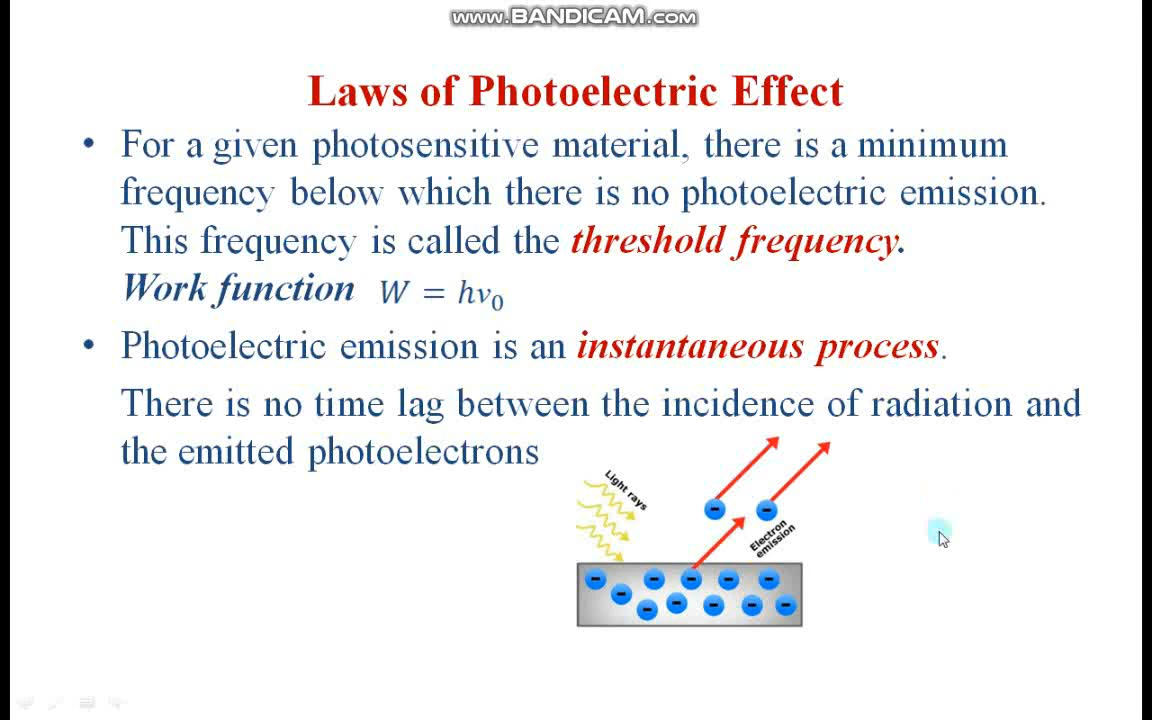 www.BANDICAM.com
Laws of Photoelectric Effect
• For a given photosensitive material, there is a minimum
frequency below which there is no photoelectric emission.
This frequency is called the threshold frequency.
Work function W = hν₀
• Photoelectric emission is an instantaneous process.
There is no time lag between the incidence of radiation and
the emitted photoelectrons
Light rays
Electron
emission